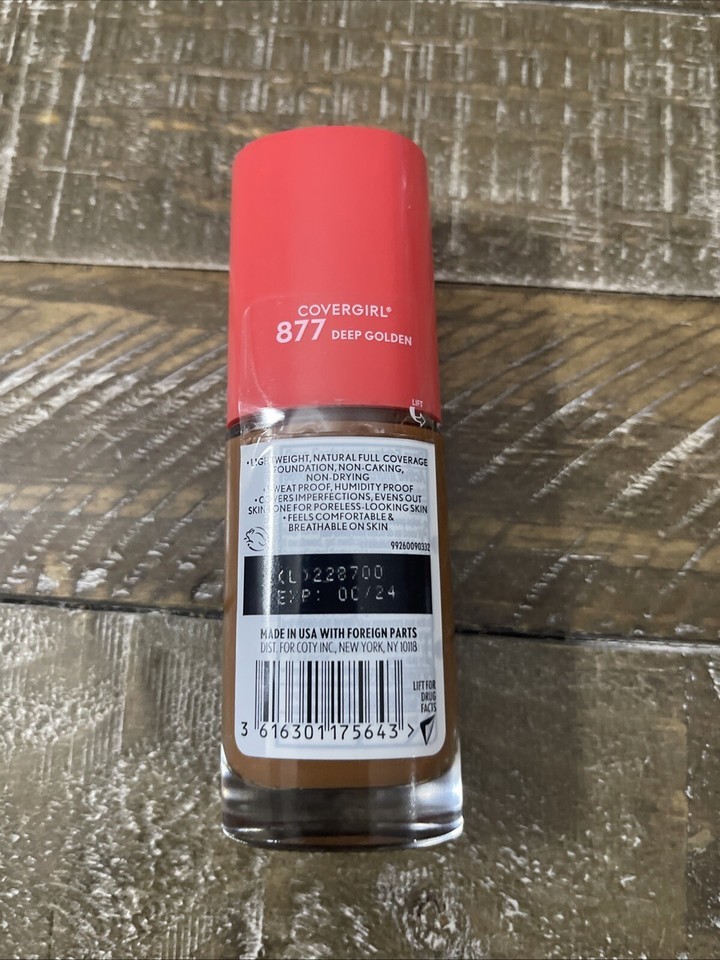 COVERGIRL®
877 DEEP GOLDEN
LIFT
•LIGHTWEIGHT, NATURAL FULL COVERAGE
FOUNDATION, NON-CAKING,
NON-DRYING
•SWEAT PROOF, HUMIDITY PROOF
•COVERS IMPERFECTIONS, EVENS OUT
SKIN TONE FOR PORELESS-LOOKING SKIN
•FEELS COMFORTABLE &
BREATHABLE ON SKIN
99260090332
228700
EXP: 06/24
MADE IN USA WITH FOREIGN PARTS
DIST. FOR COTY INC., NEW YORK, NY 10118
LIFT FOR
DRUG
FACTS
3 616301 175643 >